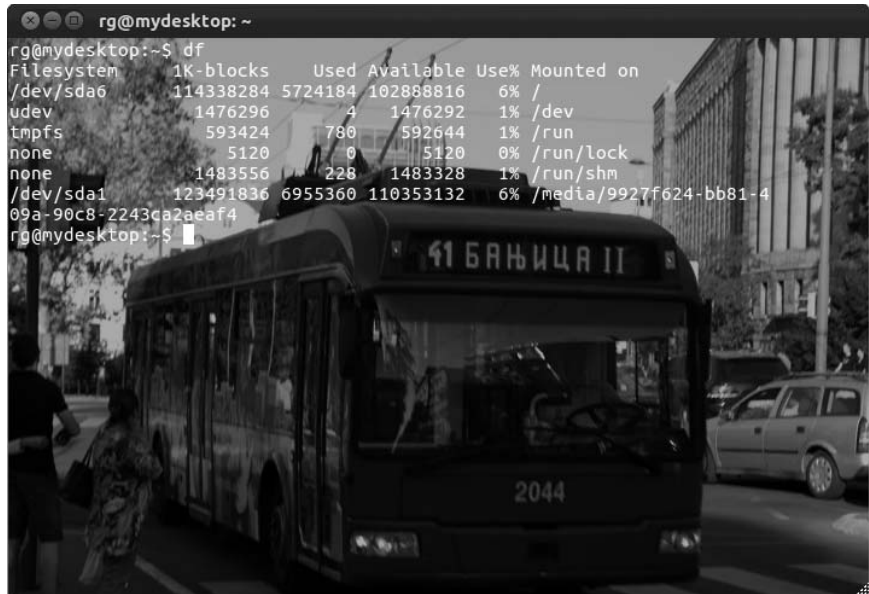 rg@mydesktop: ~
rg@mydesktop:~$ df
Filesystem 1K-blocks Used Available Use% Mounted on
/dev/sda6 114338284 5724184 102888816 6% /
udev 1476296 4 1476292 1% /dev
tmpfs 593424 780 592644 1% /run
none 5120 0 5120 0% /run/lock
none 1483556 228 1483328 1% /run/shm
/dev/sda1 123491836 6955360 110353132 6% /media/9927f624-bb81-4
09a-90c8-2243ca2aeaf4
rg@mydesktop:~$
41 БАЊИЦА II
2044